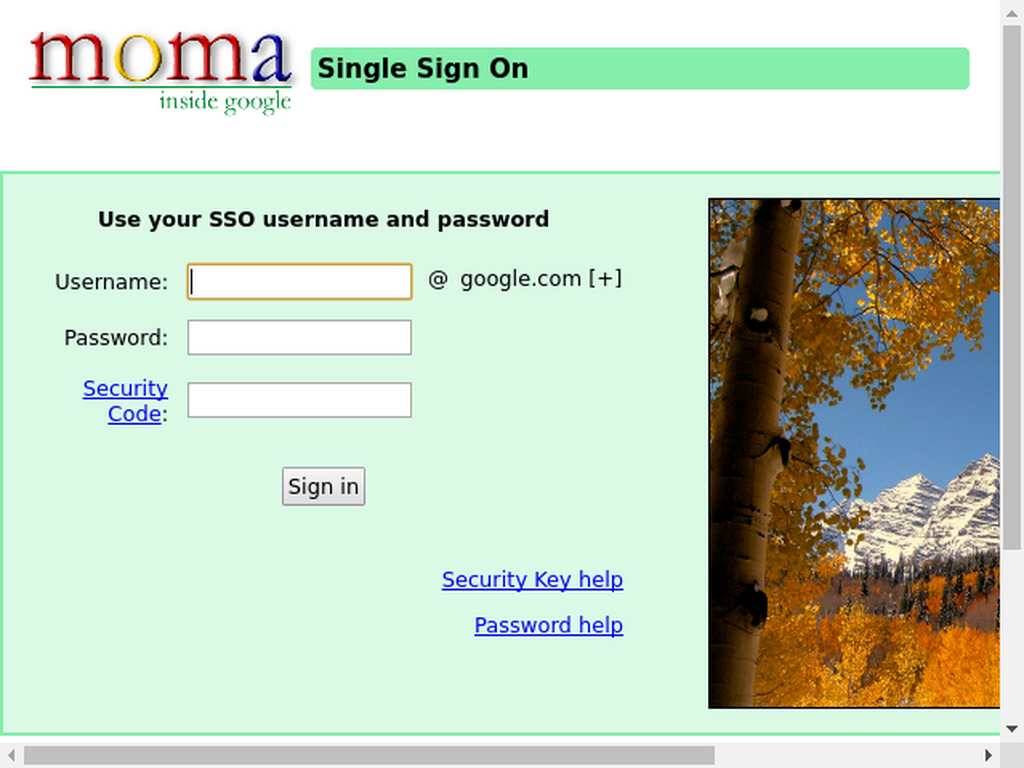 moma
inside google
Single Sign On
Use your SSO username and password
Username:
@ google.com [+]
Password:
Security
Code:
Sign in
Security Key help
Password help